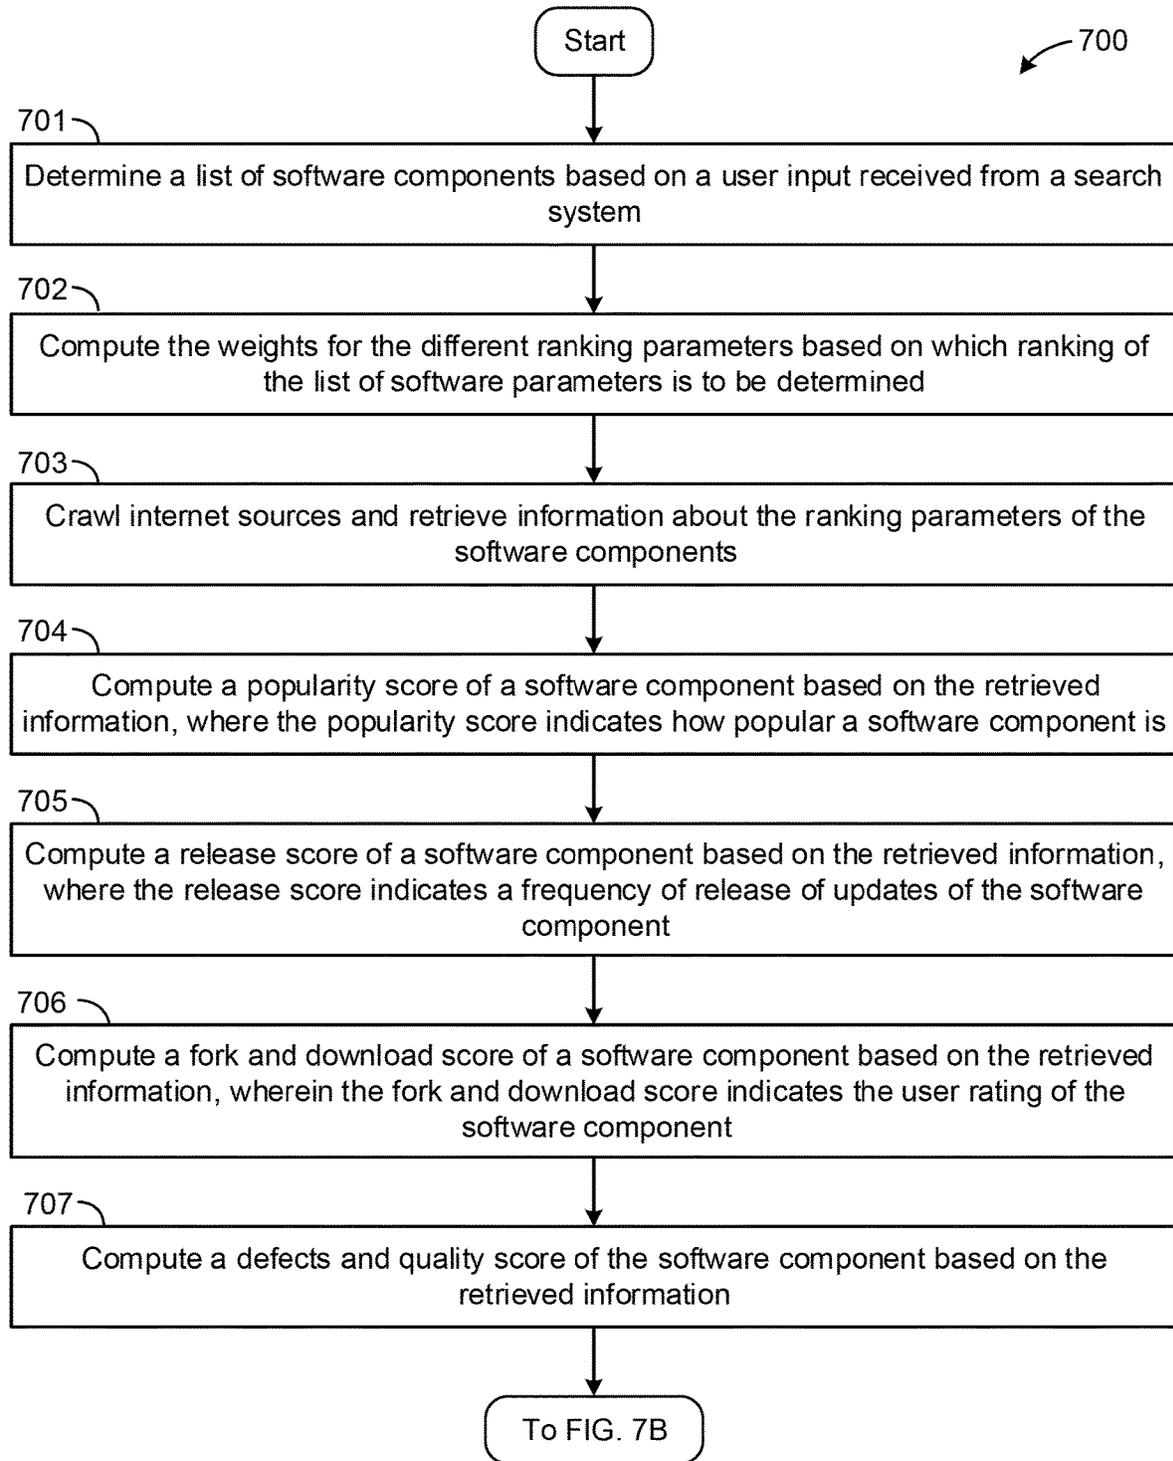 Start
700
701
Determine a list of software components based on a user input received from a search
system
702
Compute the weights for the different ranking parameters based on which ranking of
the list of software parameters is to be determined
703
Crawl internet sources and retrieve information about the ranking parameters of the
software components
704
Compute a popularity score of a software component based on the retrieved
information, where the popularity score indicates how popular a software component is
705
Compute a release score of a software component based on the retrieved information,
where the release score indicates a frequency of release of updates of the software
component
706
Compute a fork and download score of a software component based on the retrieved
information, wherein the fork and download score indicates the user rating of the
software component
707
Compute a defects and quality score of the software component based on the
retrieved information
To FIG. 7B